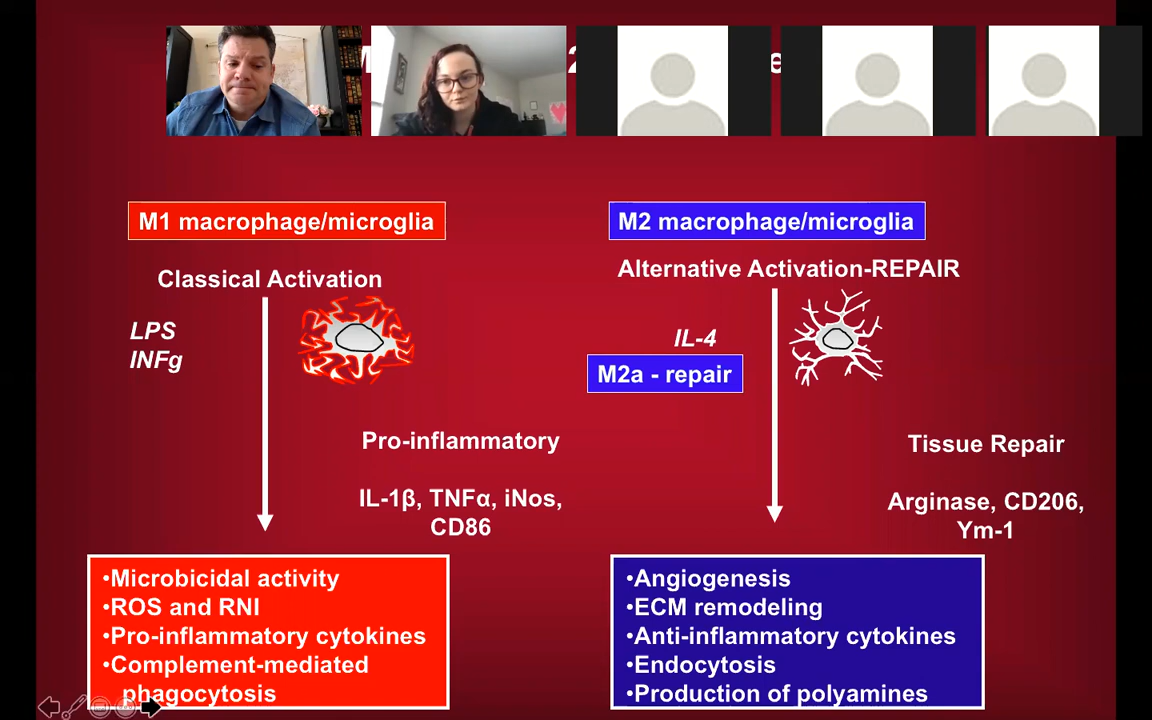 M1 macrophage/microglia
M2 macrophage/microglia
Classical Activation
Alternative Activation-REPAIR
LPS
INFg
IL-4
M2a - repair
Pro-inflammatory
Tissue Repair
IL-1β, TNFα, iNos,
CD86
Arginase, CD206,
Ym-1
•Microbicidal activity
•ROS and RNI
•Pro-inflammatory cytokines
•Complement-mediated
phagocytosis
•Angiogenesis
•ECM remodeling
•Anti-inflammatory cytokines
•Endocytosis
•Production of polyamines